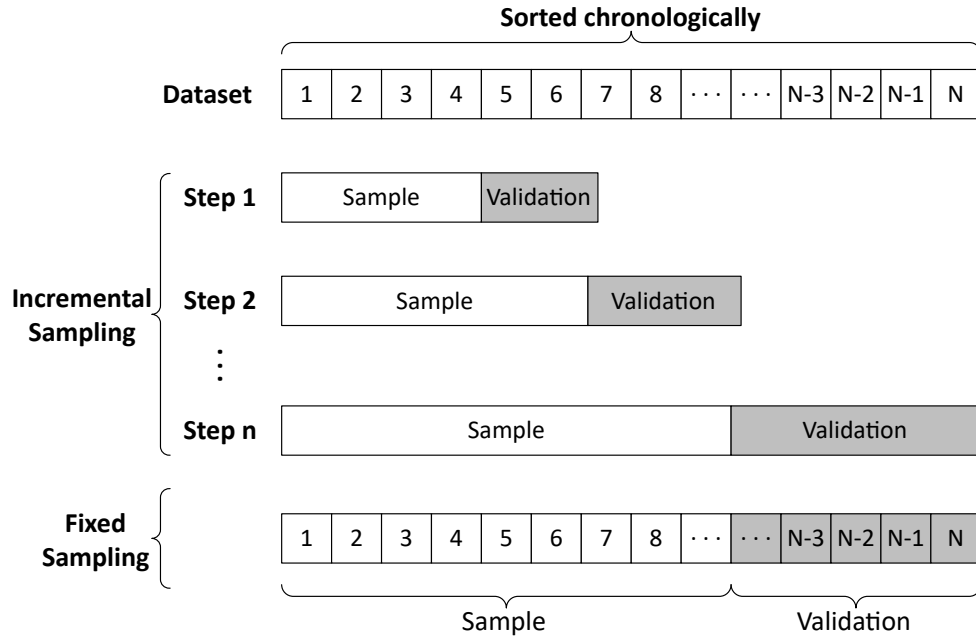 Sorted chronologically
Dataset 1 2 3 4 5 6 7 8 ··· ··· N-3 N-2 N-1 N
Step 1 Sample Validation
Incremental Sampling
Step 2 Sample Validation
⋮
Step n Sample Validation
Fixed Sampling
1 2 3 4 5 6 7 8 ··· ··· N-3 N-2 N-1 N
Sample Validation